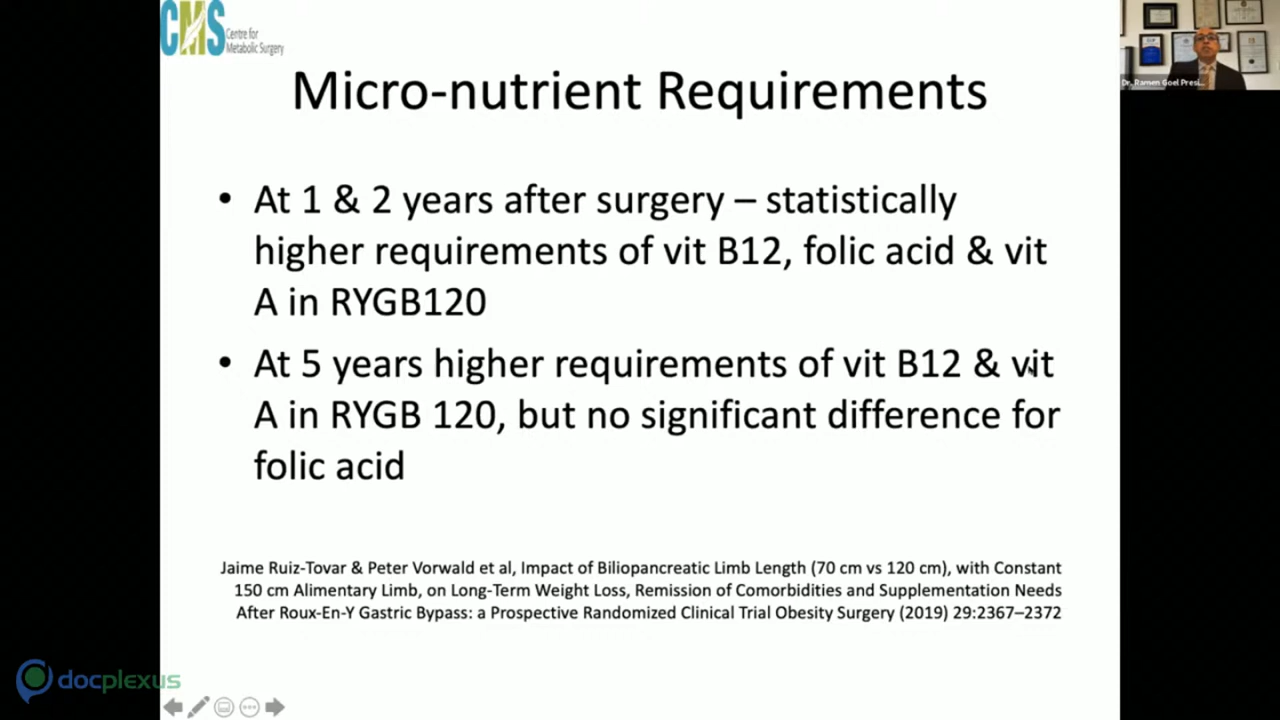 CMS Centre for
Metabolic Surgery
Dr. Ramen Goel Presi...
Micro-nutrient Requirements
• At 1 & 2 years after surgery – statistically
higher requirements of vit B12, folic acid & vit
A in RYGB120
• At 5 years higher requirements of vit B12 & vit
A in RYGB 120, but no significant difference for
folic acid
Jaime Ruiz-Tovar & Peter Vorwald et al, Impact of Biliopancreatic Limb Length (70 cm vs 120 cm), with Constant
150 cm Alimentary Limb, on Long-Term Weight Loss, Remission of Comorbidities and Supplementation Needs
After Roux-En-Y Gastric Bypass: a Prospective Randomized Clinical Trial Obesity Surgery (2019) 29:2367–2372
docplexus